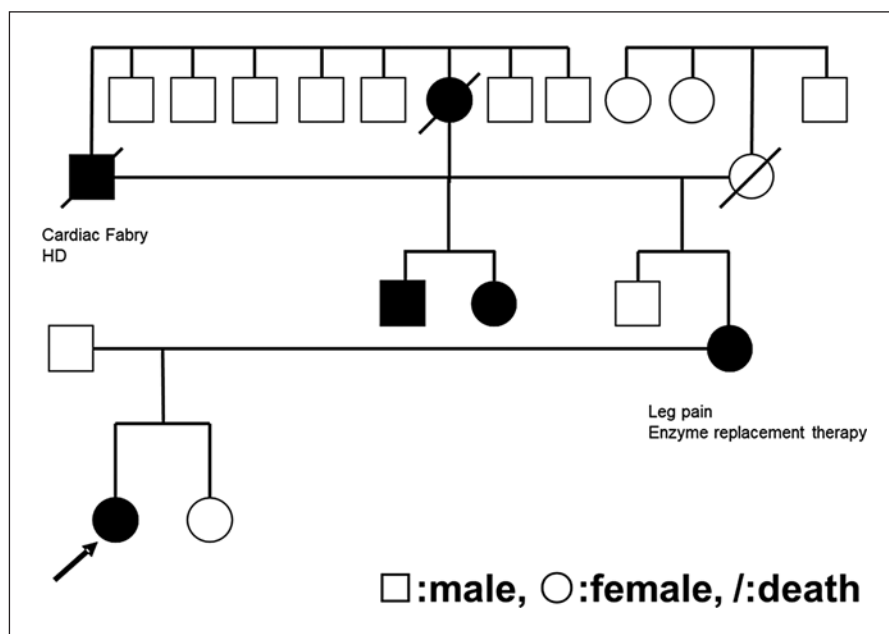 Cardiac Fabry
HD
Leg pain
Enzyme replacement therapy
□:male, ○:female, /:death